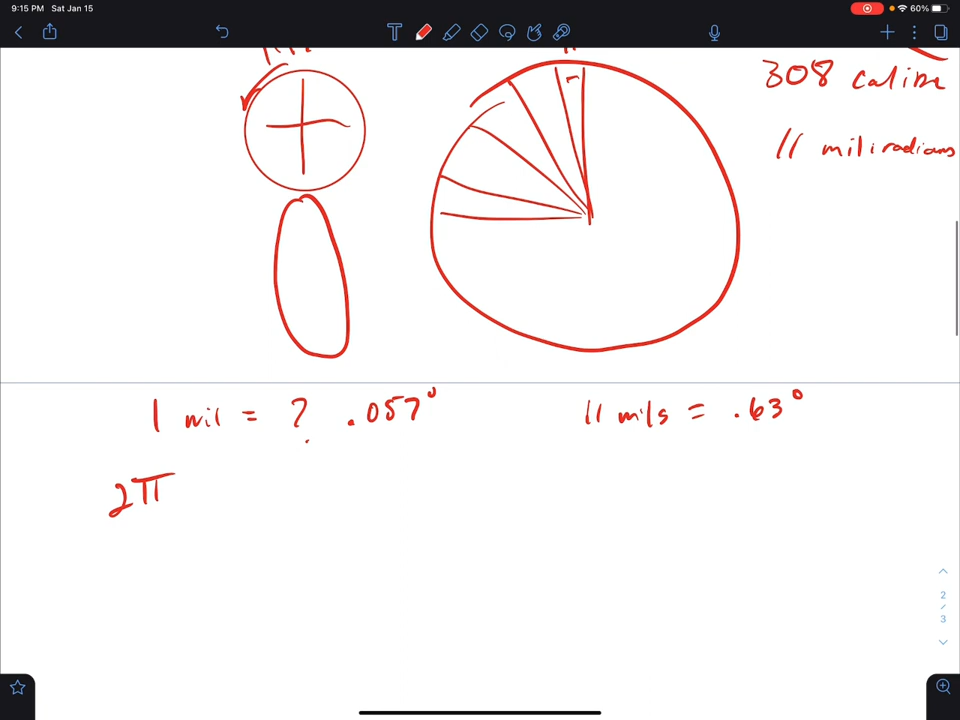 9:15 PM Sat Jan 15
60%
308 calibe
11 miliradians
1 mil = ? .057°
11 mils = .63°
2π
2
/
3